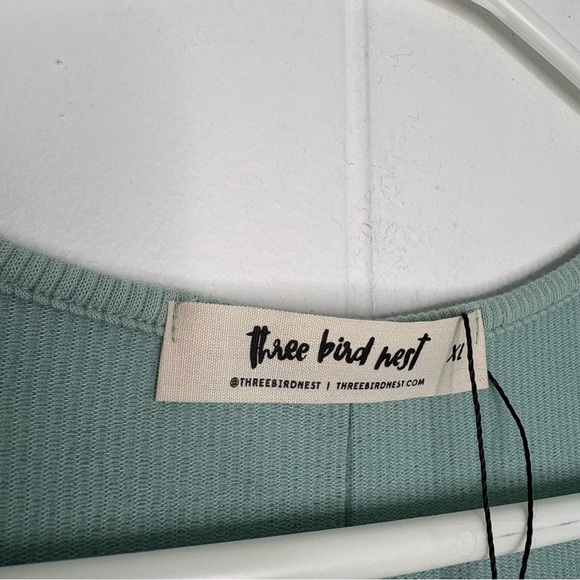 three bird nest XL
@THREEBIRDNEST | THREEBIRDNEST.COM